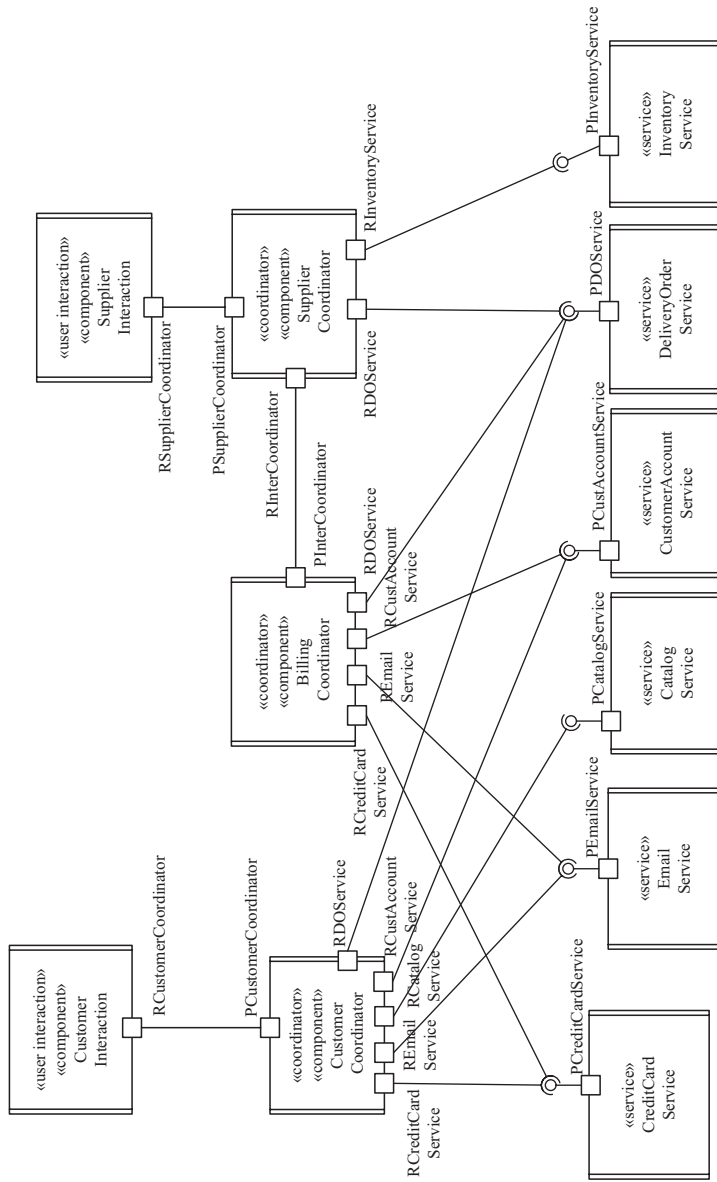 «user interaction»
«component»
Customer
Interaction
RCustomerCoordinator
PCustomerCoordinator
«coordinator»
«component»
Customer
Coordinator
RDOService
RCreditCard
Service
REmail
Service
RCatalog
Service
RCustAccount
Service
«coordinator»
«component»
Billing
Coordinator
PInterCoordinator
RInterCoordinator
RCreditCard
Service
REmail
Service
RCustAccount
Service
RDOService
«user interaction»
«component»
Supplier
Interaction
RSupplierCoordinator
PSupplierCoordinator
«coordinator»
«component»
Supplier
Coordinator
RDOService
RInventoryService
PCreditCardService
«service»
CreditCard
Service
PEmailService
«service»
Email
Service
PCatalogService
«service»
Catalog
Service
PCustAccountService
«service»
CustomerAccount
Service
PDOService
«service»
DeliveryOrder
Service
PInventoryService
«service»
Inventory
Service